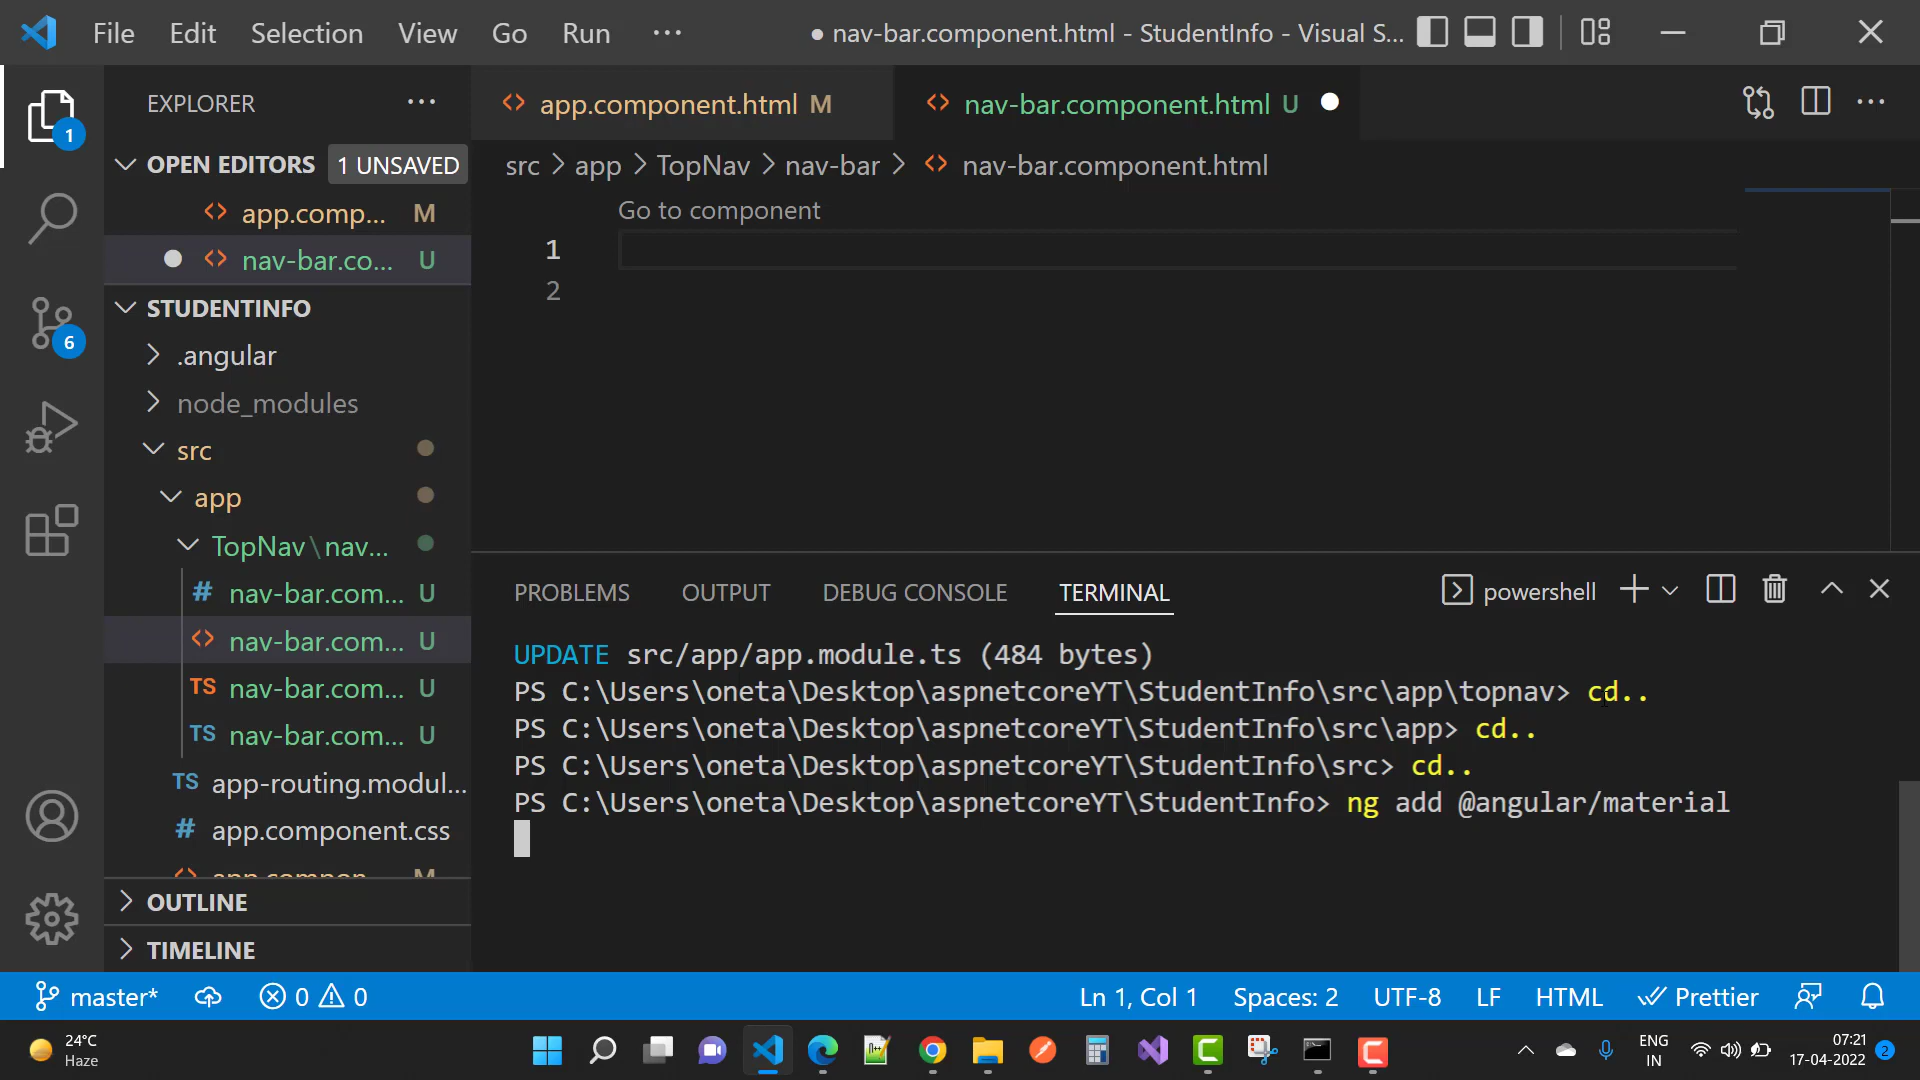 File Edit Selection View Go Run ···
● nav-bar.component.html - StudentInfo - Visual S...
EXPLORER ···
1
OPEN EDITORS 1 UNSAVED
app.comp... M
nav-bar.co... U
STUDENTINFO
.angular
node_modules
src
app
TopNav\nav...
# nav-bar.com... U
<> nav-bar.com... U
TS nav-bar.com... U
TS nav-bar.com... U
TS app-routing.modul...
# app.component.css
OUTLINE
TIMELINE
6
app.component.html M
nav-bar.component.html U
src > app > TopNav > nav-bar > nav-bar.component.html
Go to component
1
2
PROBLEMS OUTPUT DEBUG CONSOLE TERMINAL
powershell
UPDATE src/app/app.module.ts (484 bytes)
PS C:\Users\oneta\Desktop\aspnetcoreYT\StudentInfo\src\app\topnav> cd..
PS C:\Users\oneta\Desktop\aspnetcoreYT\StudentInfo\src\app> cd..
PS C:\Users\oneta\Desktop\aspnetcoreYT\StudentInfo\src> cd..
PS C:\Users\oneta\Desktop\aspnetcoreYT\StudentInfo> ng add @angular/material
master* 0 0
Ln 1, Col 1 Spaces: 2 UTF-8 LF HTML Prettier
24°C
Haze
ENG
IN
07:21
17-04-2022
2